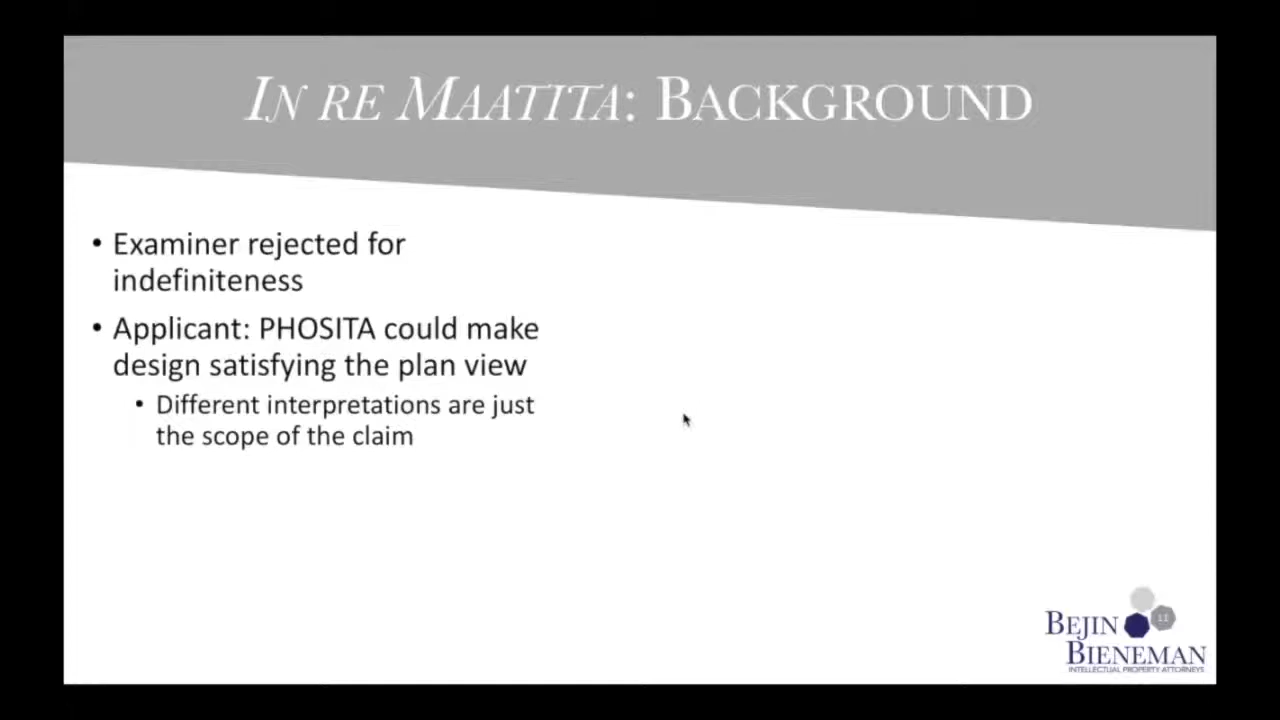 IN RE MAATITA: BACKGROUND
• Examiner rejected for
indefiniteness
• Applicant: PHOSITA could make
design satisfying the plan view
• Different interpretations are just
the scope of the claim
11
BEJIN
BIENEMAN
INTELLECTUAL PROPERTY ATTORNEYS